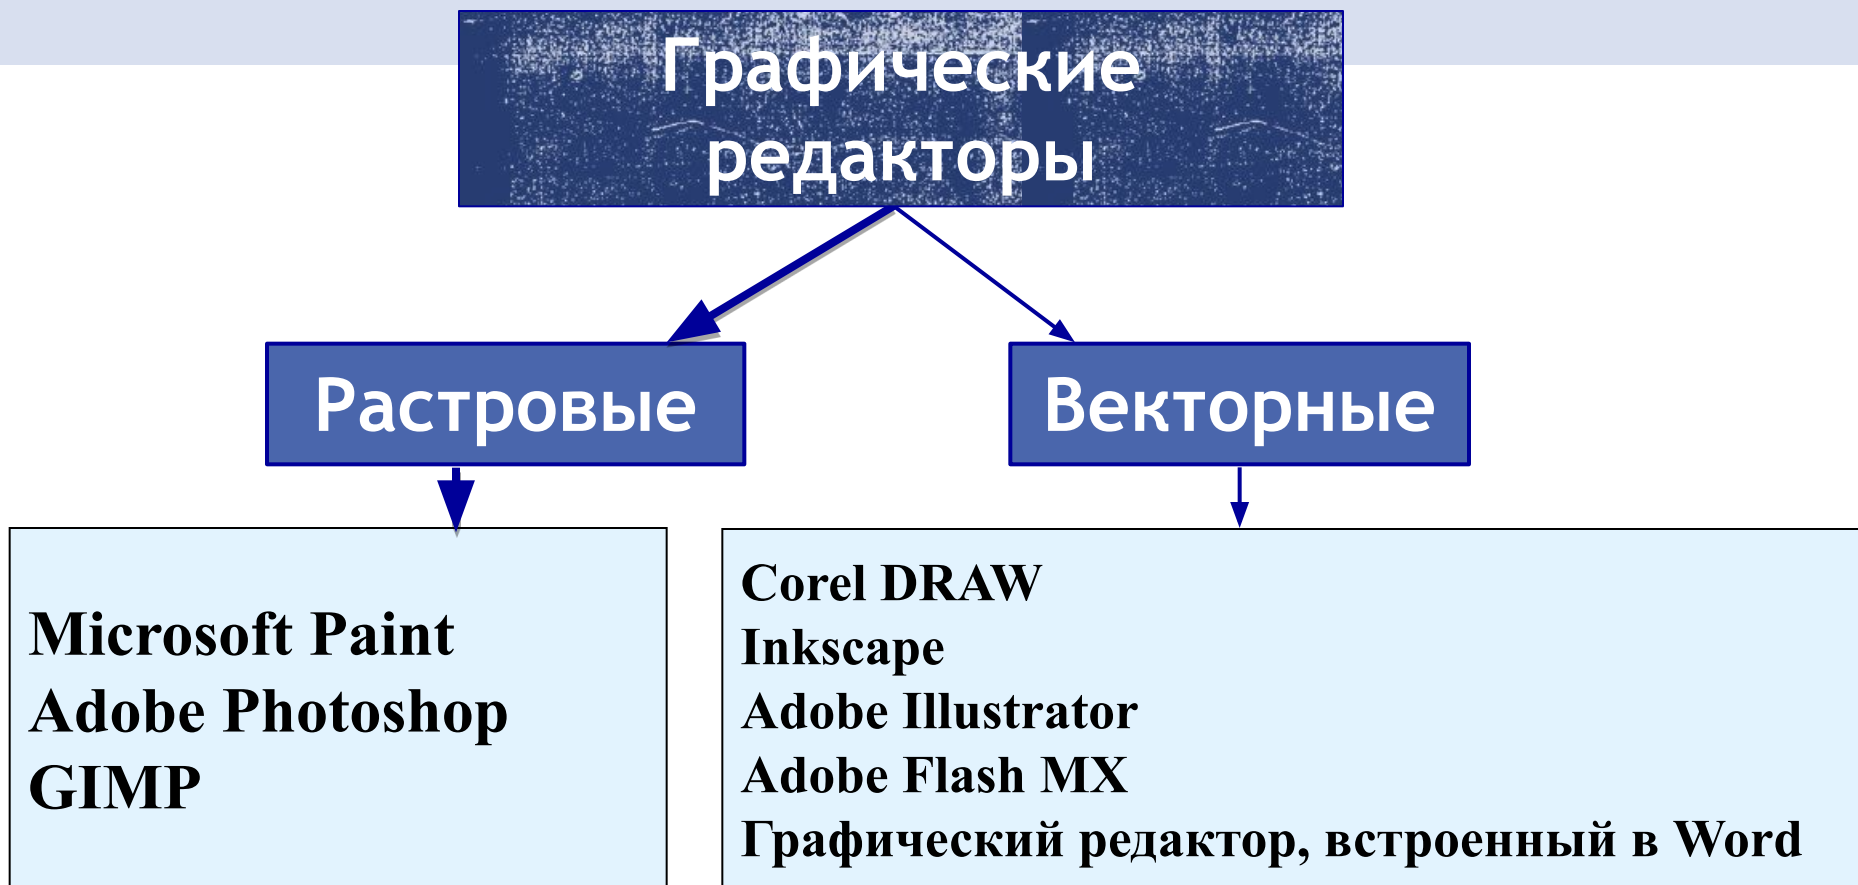 Графические
редакторы
Растровые
Векторные
Microsoft Paint
Adobe Photoshop
GIMP
Corel DRAW
Inkscape
Adobe Illustrator
Adobe Flash MX
Графический редактор, встроенный в Word